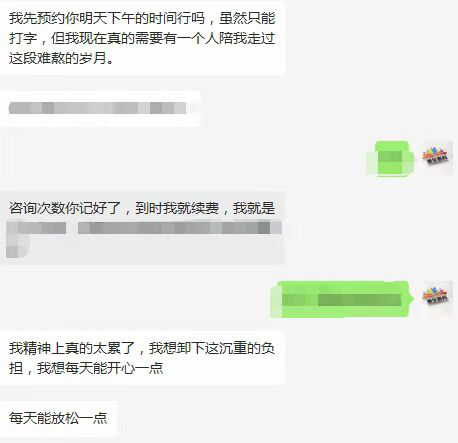 我先预约你明天下午的时间行吗，虽然只能
打字，但我现在真的需要有一个人陪我走过
这段难熬的岁月。
咨询次数你记好了，到时我就续费，我就是
我精神上真的太累了，我想卸下这沉重的负
担，我想每天能开心一点
每天能放松一点